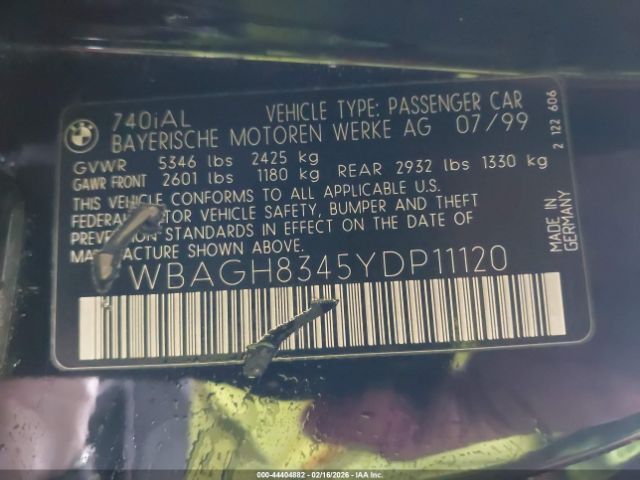 740iAL VEHICLE TYPE: PASSENGER CAR
BAYERISCHE MOTOREN WERKE AG 07/99
GVWR 5346 lbs 2425 kg
GAWR FRONT 2601 lbs 1180 kg REAR 2932 lbs 1330 kg
THIS VEHICLE CONFORMS TO ALL APPLICABLE U.S.
FEDERAL MOTOR VEHICLE SAFETY, BUMPER AND THEFT
PREVENTION STANDARDS IN EFFECT ON THE DATE OF
MANUFACTURE SHOWN ABOVE.
WBAGH8345YDP11120
MADE IN
GERMANY
2 122 606
BMW
000-44404882 - 02/16/2026 - IAA Inc.